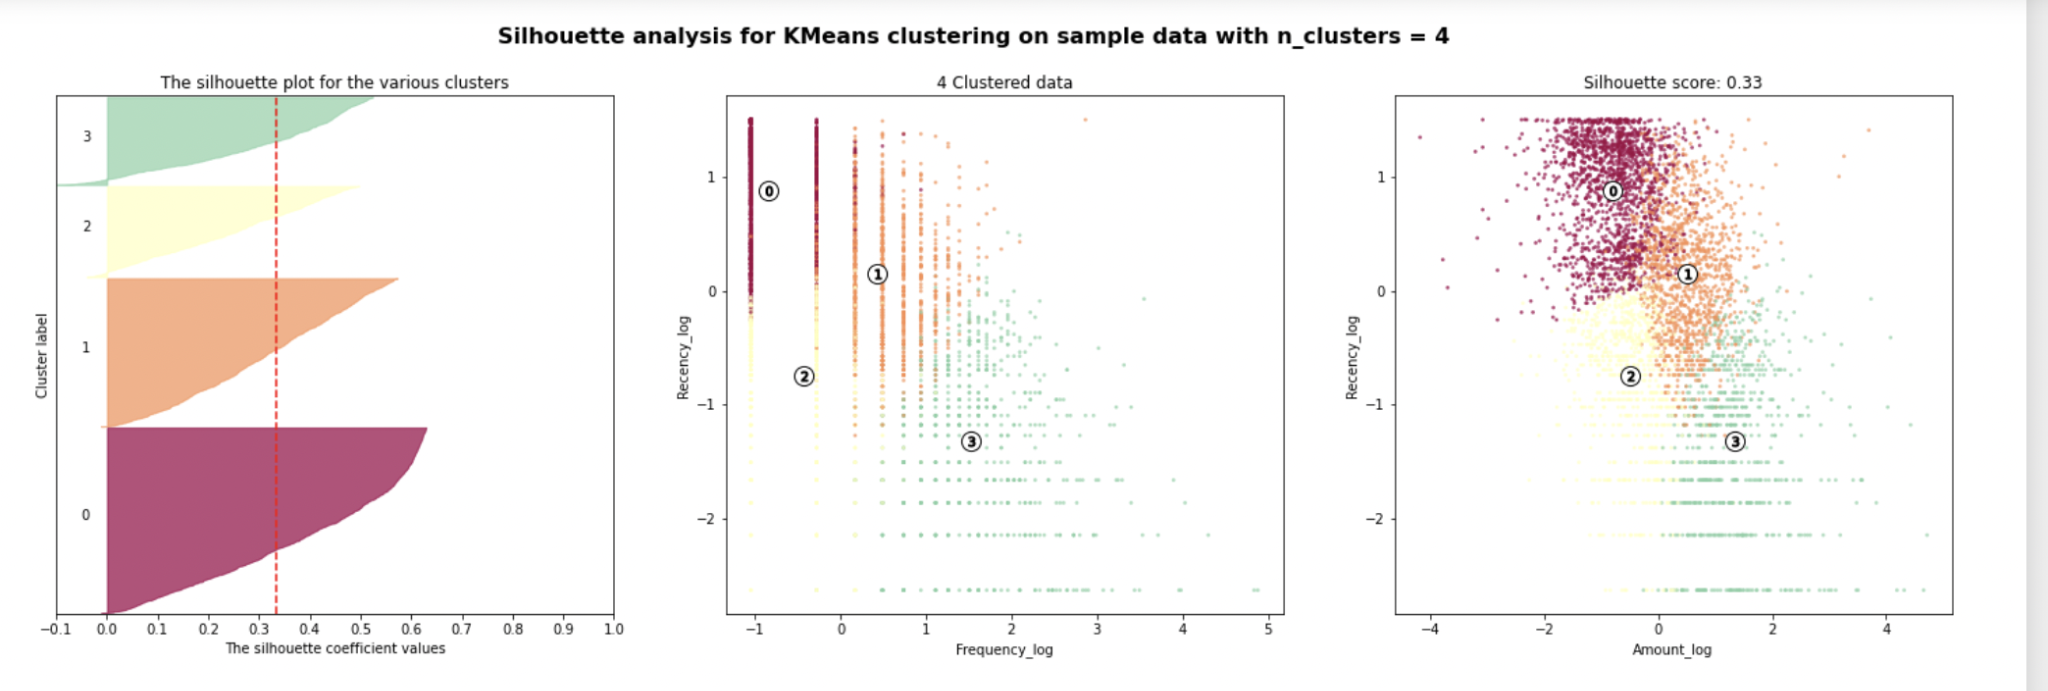 Silhouette analysis for KMeans clustering on sample data with n_clusters = 4
The silhouette plot for the various clusters
3
2
1
0
Cluster label
−0.1 0.0 0.1 0.2 0.3 0.4 0.5 0.6 0.7 0.8 0.9 1.0
The silhouette coefficient values
4 Clustered data
1
0
−1
−2
Recency_log
0
1
2
3
−1 0 1 2 3 4 5
Frequency_log
Silhouette score: 0.33
1
0
−1
−2
Recency_log
0
1
2
3
−4 −2 0 2 4
Amount_log